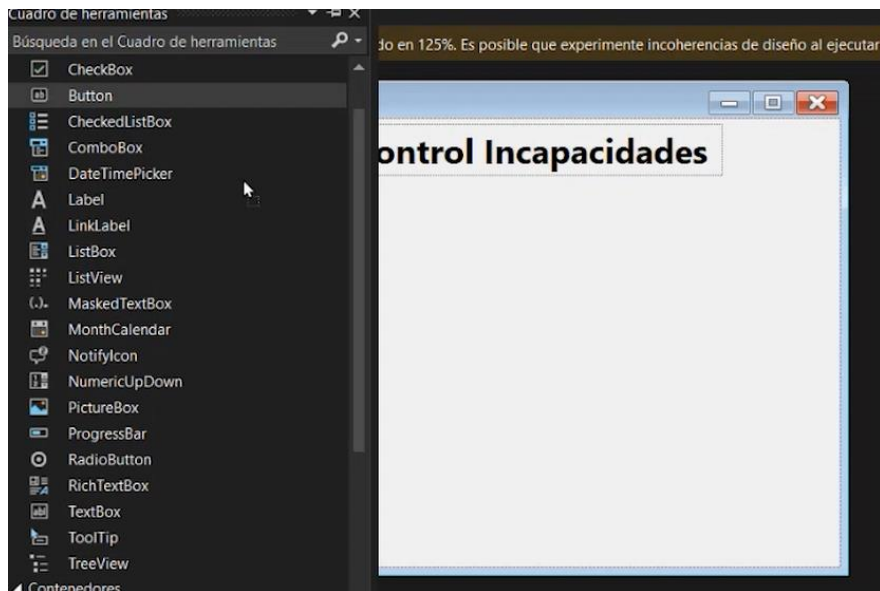 Cuadro de herramientas
Búsqueda en el Cuadro de herramientas
CheckBox
Button
CheckedListBox
ComboBox
DateTimePicker
Label
LinkLabel
ListBox
ListView
MaskedTextBox
MonthCalendar
NotifyIcon
NumericUpDown
PictureBox
ProgressBar
RadioButton
RichTextBox
TextBox
ToolTip
TreeView
Contenedores
do en 125%. Es posible que experimente incoherencias de diseño al ejecutar
ontrol Incapacidades